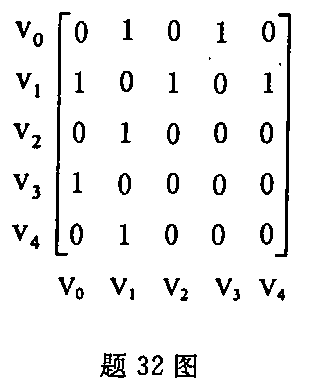 V₀ 0 1 0 1 0
V₁ 1 0 1 0 1
V₂ 0 1 0 0 0
V₃ 1 0 0 0 0
V₄ 0 1 0 0 0
V₀ V₁ V₂ V₃ V₄
题 32 图